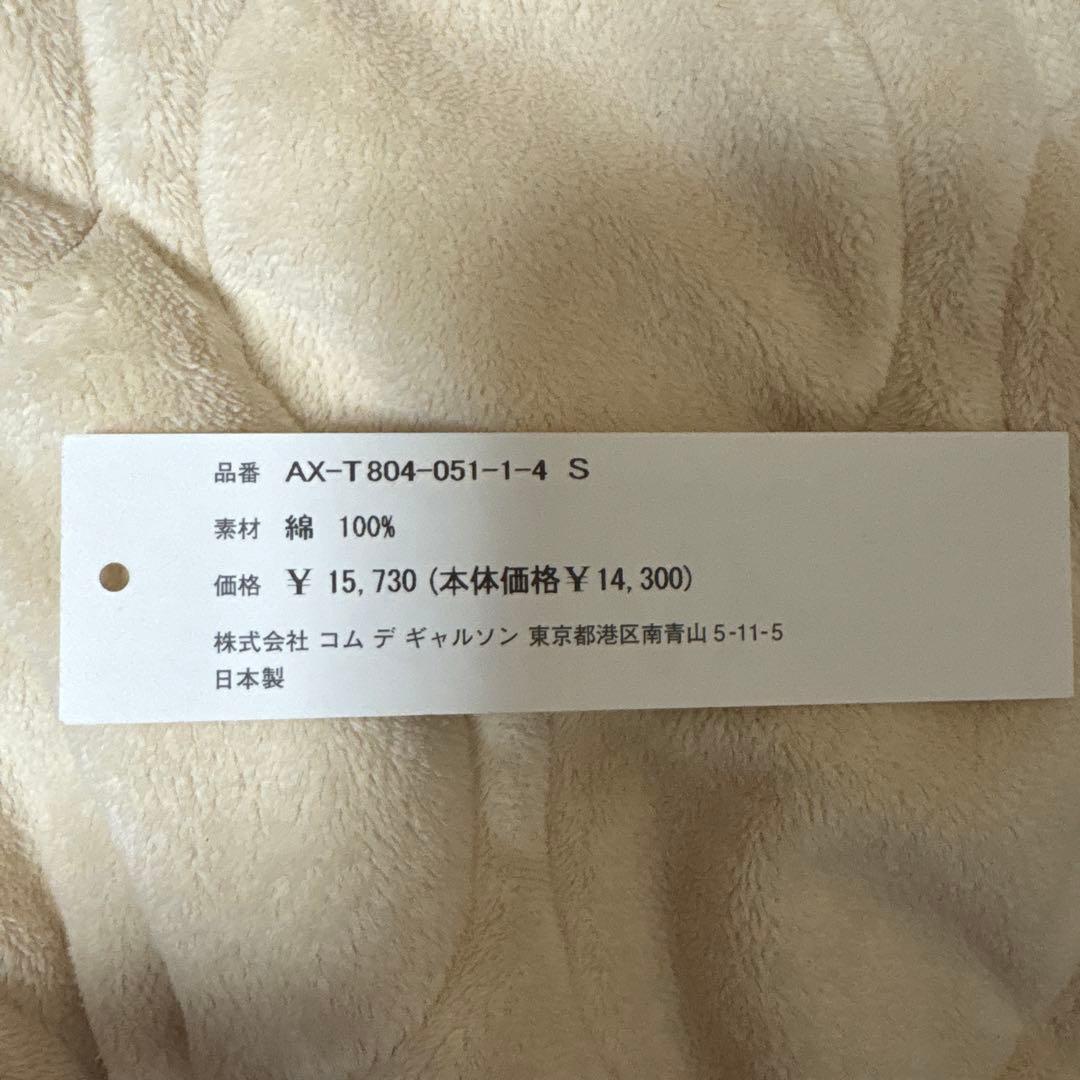 品番 AX-T804-051-1-4 S
素材 綿 100%
価格 ￥ 15,730 (本体価格￥14,300)
株式会社 コム デ ギャルソン 東京都港区南青山5-11-5
日本製